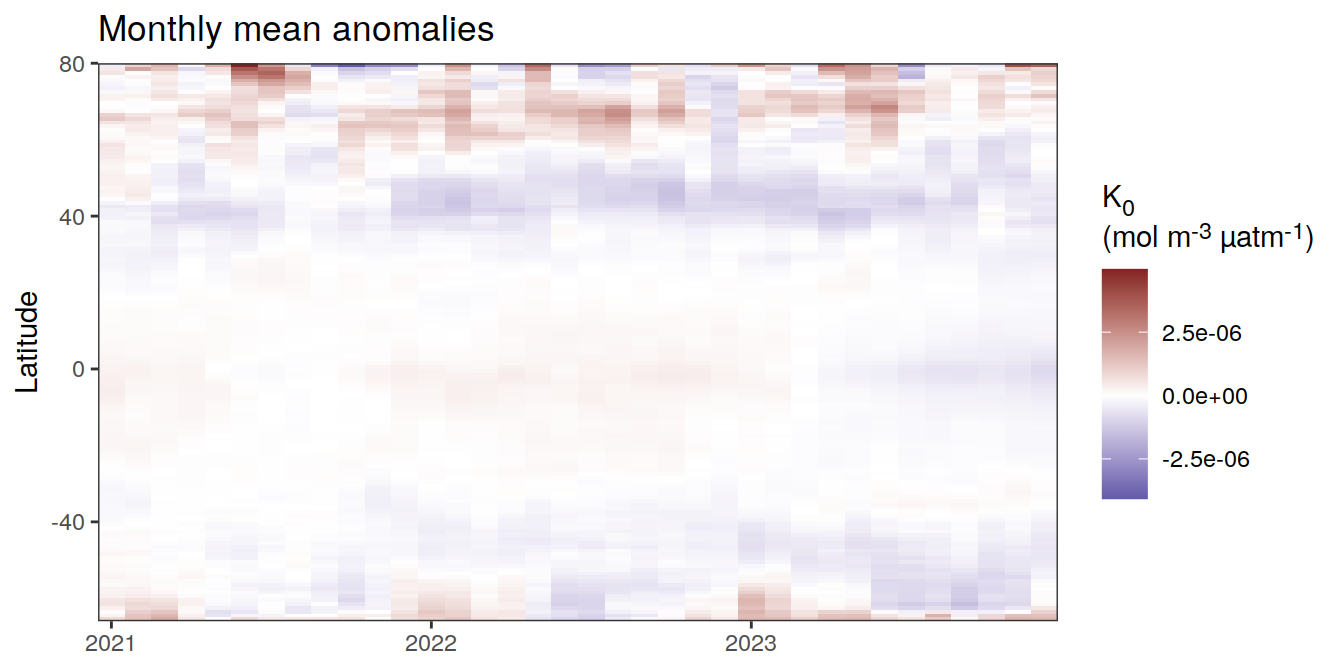 Monthly mean anomalies
80
40
0
-40
Latitude
2021
2022
2023
K0
(mol m-3 µatm-1)
2.5e-06
0.0e+00
-2.5e-06